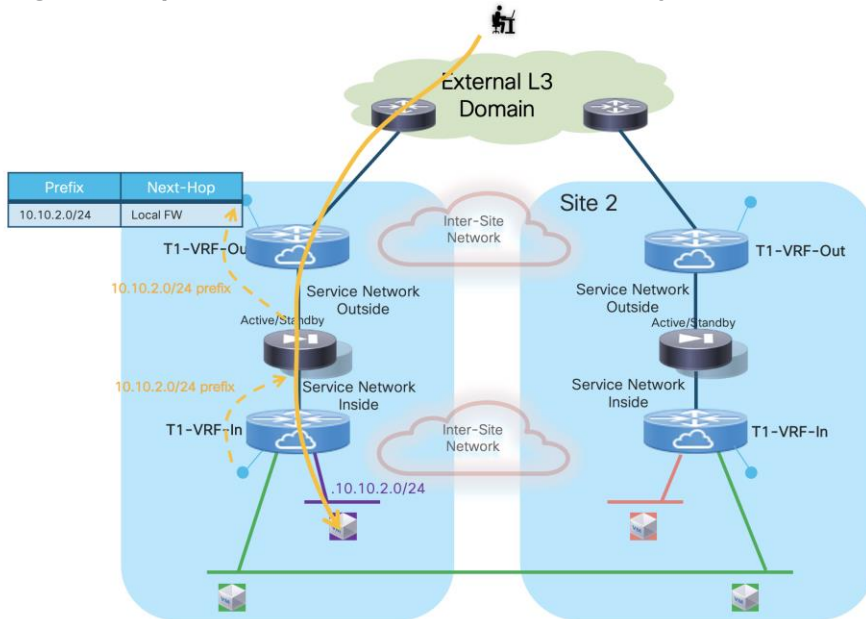 External L3
Domain
Prefix Next-Hop
10.10.2.0/24 Local FW
Site 2
Inter-Site
Network
T1-VRF-Ou
T1-VRF-Out
10.10.2.0/24 prefix
Service Network
Outside
Service Network
Outside
Active/Standby
Active/Standby
10.10.2.0/24 prefix
Service Network
Inside
Service Network
Inside
T1-VRF-In
Inter-Site
Network
T1-VRF-In
.10.10.2.0/24